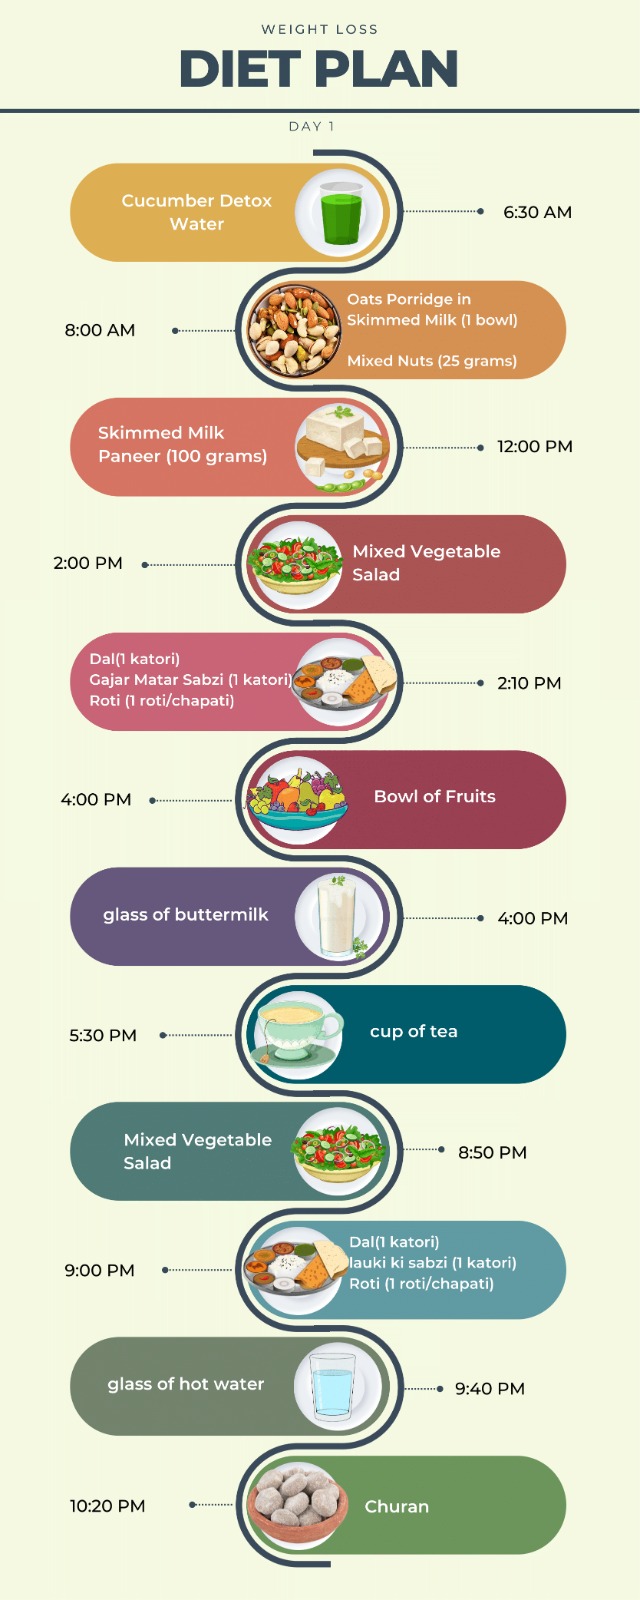 WEIGHT LOSS
DIET PLAN
DAY 1
Cucumber Detox
Water
6:30 AM
8:00 AM
Oats Porridge in
Skimmed Milk (1 bowl)
Mixed Nuts (25 grams)
Skimmed Milk
Paneer (100 grams)
12:00 PM
2:00 PM
Mixed Vegetable
Salad
Dal(1 katori)
Gajar Matar Sabzi (1 katori)
Roti (1 roti/chapati)
2:10 PM
4:00 PM
Bowl of Fruits
glass of buttermilk
4:00 PM
5:30 PM
cup of tea
Mixed Vegetable
Salad
8:50 PM
9:00 PM
Dal(1 katori)
lauki ki sabzi (1 katori)
Roti (1 roti/chapati)
glass of hot water
9:40 PM
10:20 PM
Churan